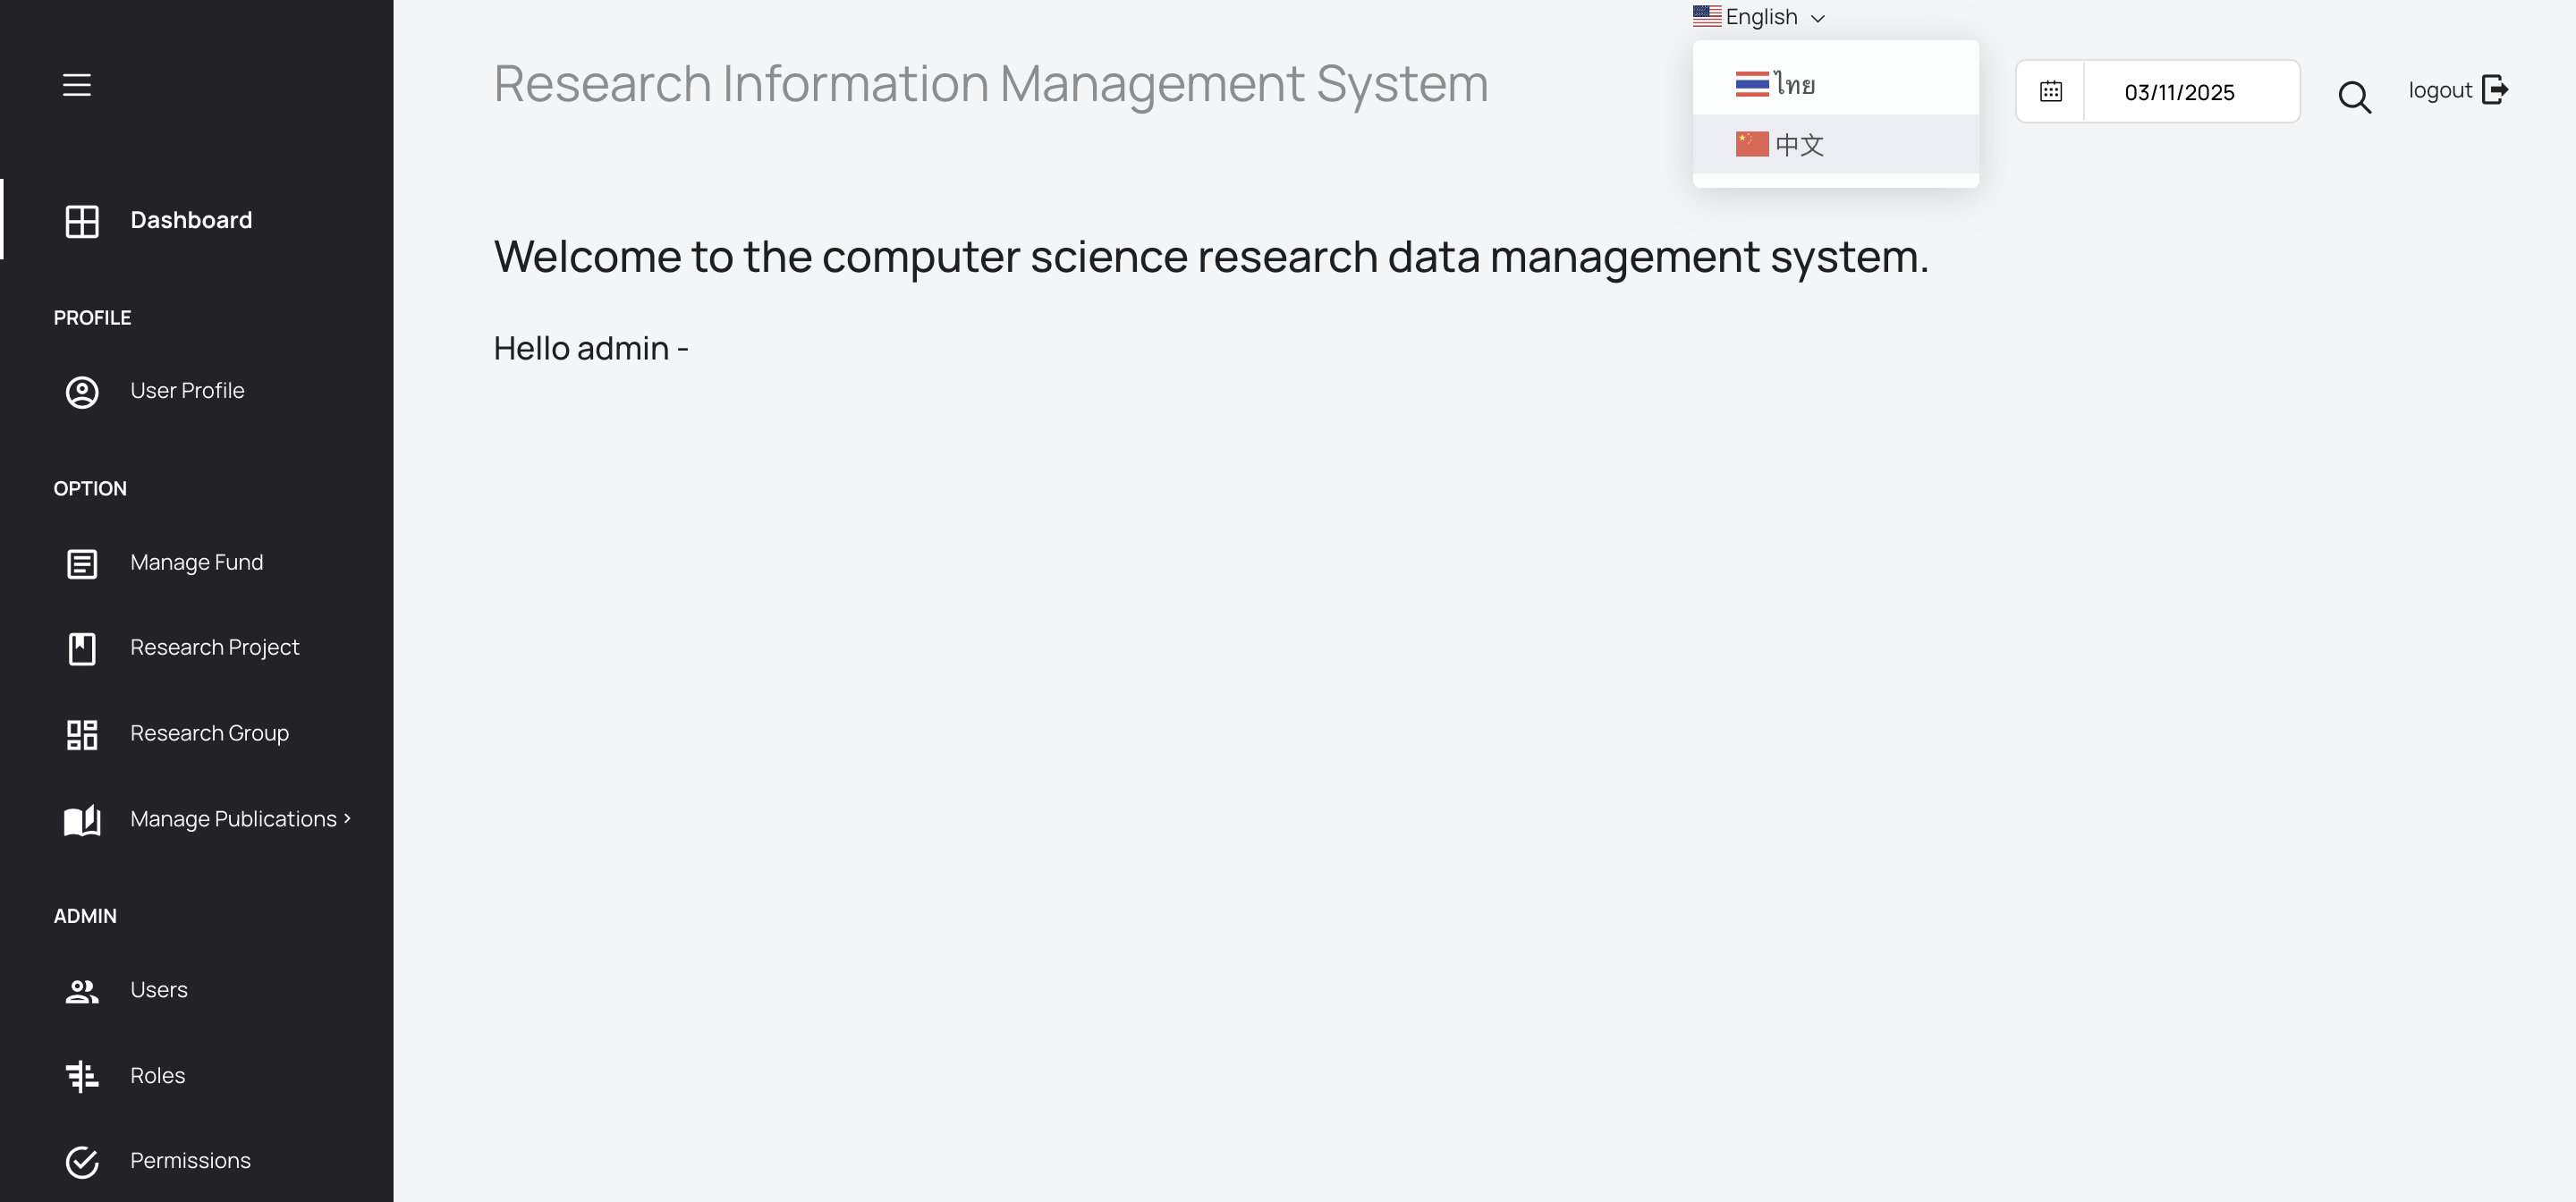 English
Research Information Management System
ไทย
中文
03/11/2025
logout
Dashboard
Welcome to the computer science research data management system.
Hello admin -
PROFILE
User Profile
OPTION
Manage Fund
Research Project
Research Group
Manage Publications
ADMIN
Users
Roles
Permissions